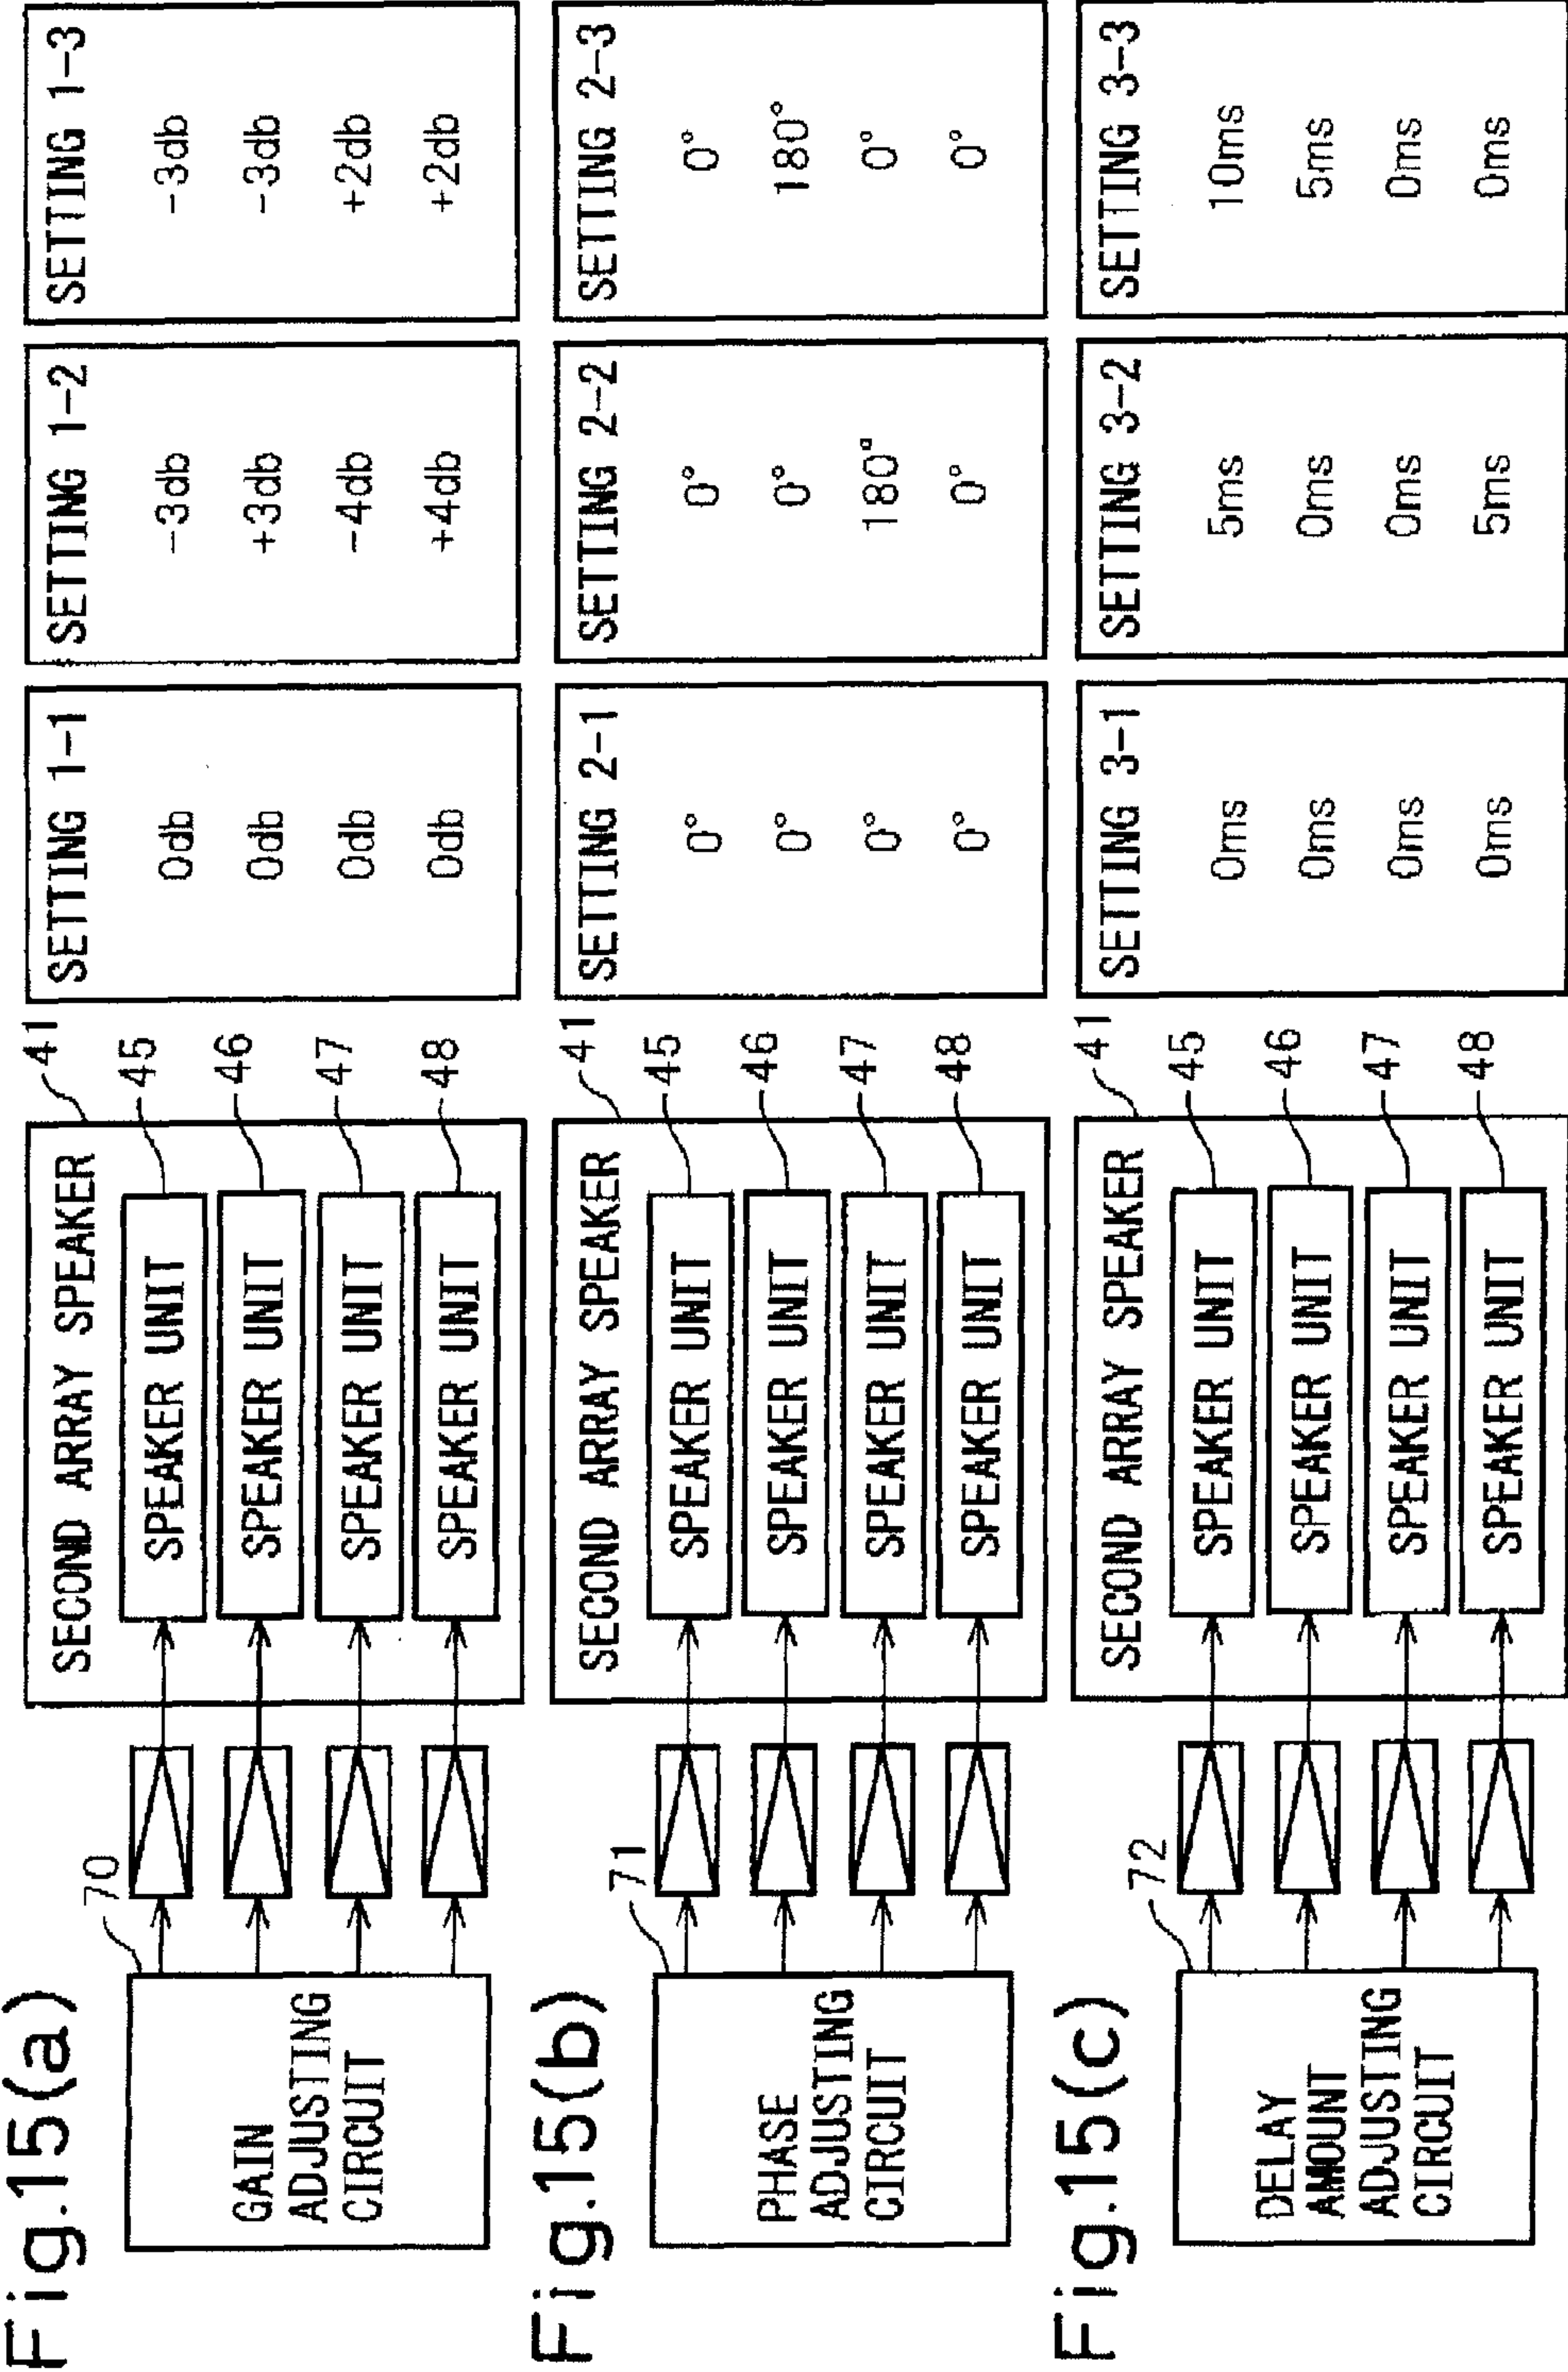 Fig.15(a)
70
GAIN
ADJUSTING
CIRCUIT
SECOND ARRAY SPEAKER
41
SPEAKER UNIT
45
SPEAKER UNIT
46
SPEAKER UNIT
47
SPEAKER UNIT
48
SETTING 1-1
0db
0db
0db
0db
SETTING 1-2
-3db
+3db
-4db
+4db
SETTING 1-3
-3db
-3db
+2db
+2db
Fig.15(b)
71
PHASE
ADJUSTING
CIRCUIT
SECOND ARRAY SPEAKER
41
SPEAKER UNIT
45
SPEAKER UNIT
46
SPEAKER UNIT
47
SPEAKER UNIT
48
SETTING 2-1
0°
0°
0°
0°
SETTING 2-2
0°
0°
180°
0°
SETTING 2-3
0°
180°
0°
0°
Fig.15(c)
72
DELAY
AMOUNT
ADJUSTING
CIRCUIT
SECOND ARRAY SPEAKER
41
SPEAKER UNIT
45
SPEAKER UNIT
46
SPEAKER UNIT
47
SPEAKER UNIT
48
SETTING 3-1
0ms
0ms
0ms
0ms
SETTING 3-2
5ms
0ms
0ms
5ms
SETTING 3-3
10ms
5ms
0ms
0ms